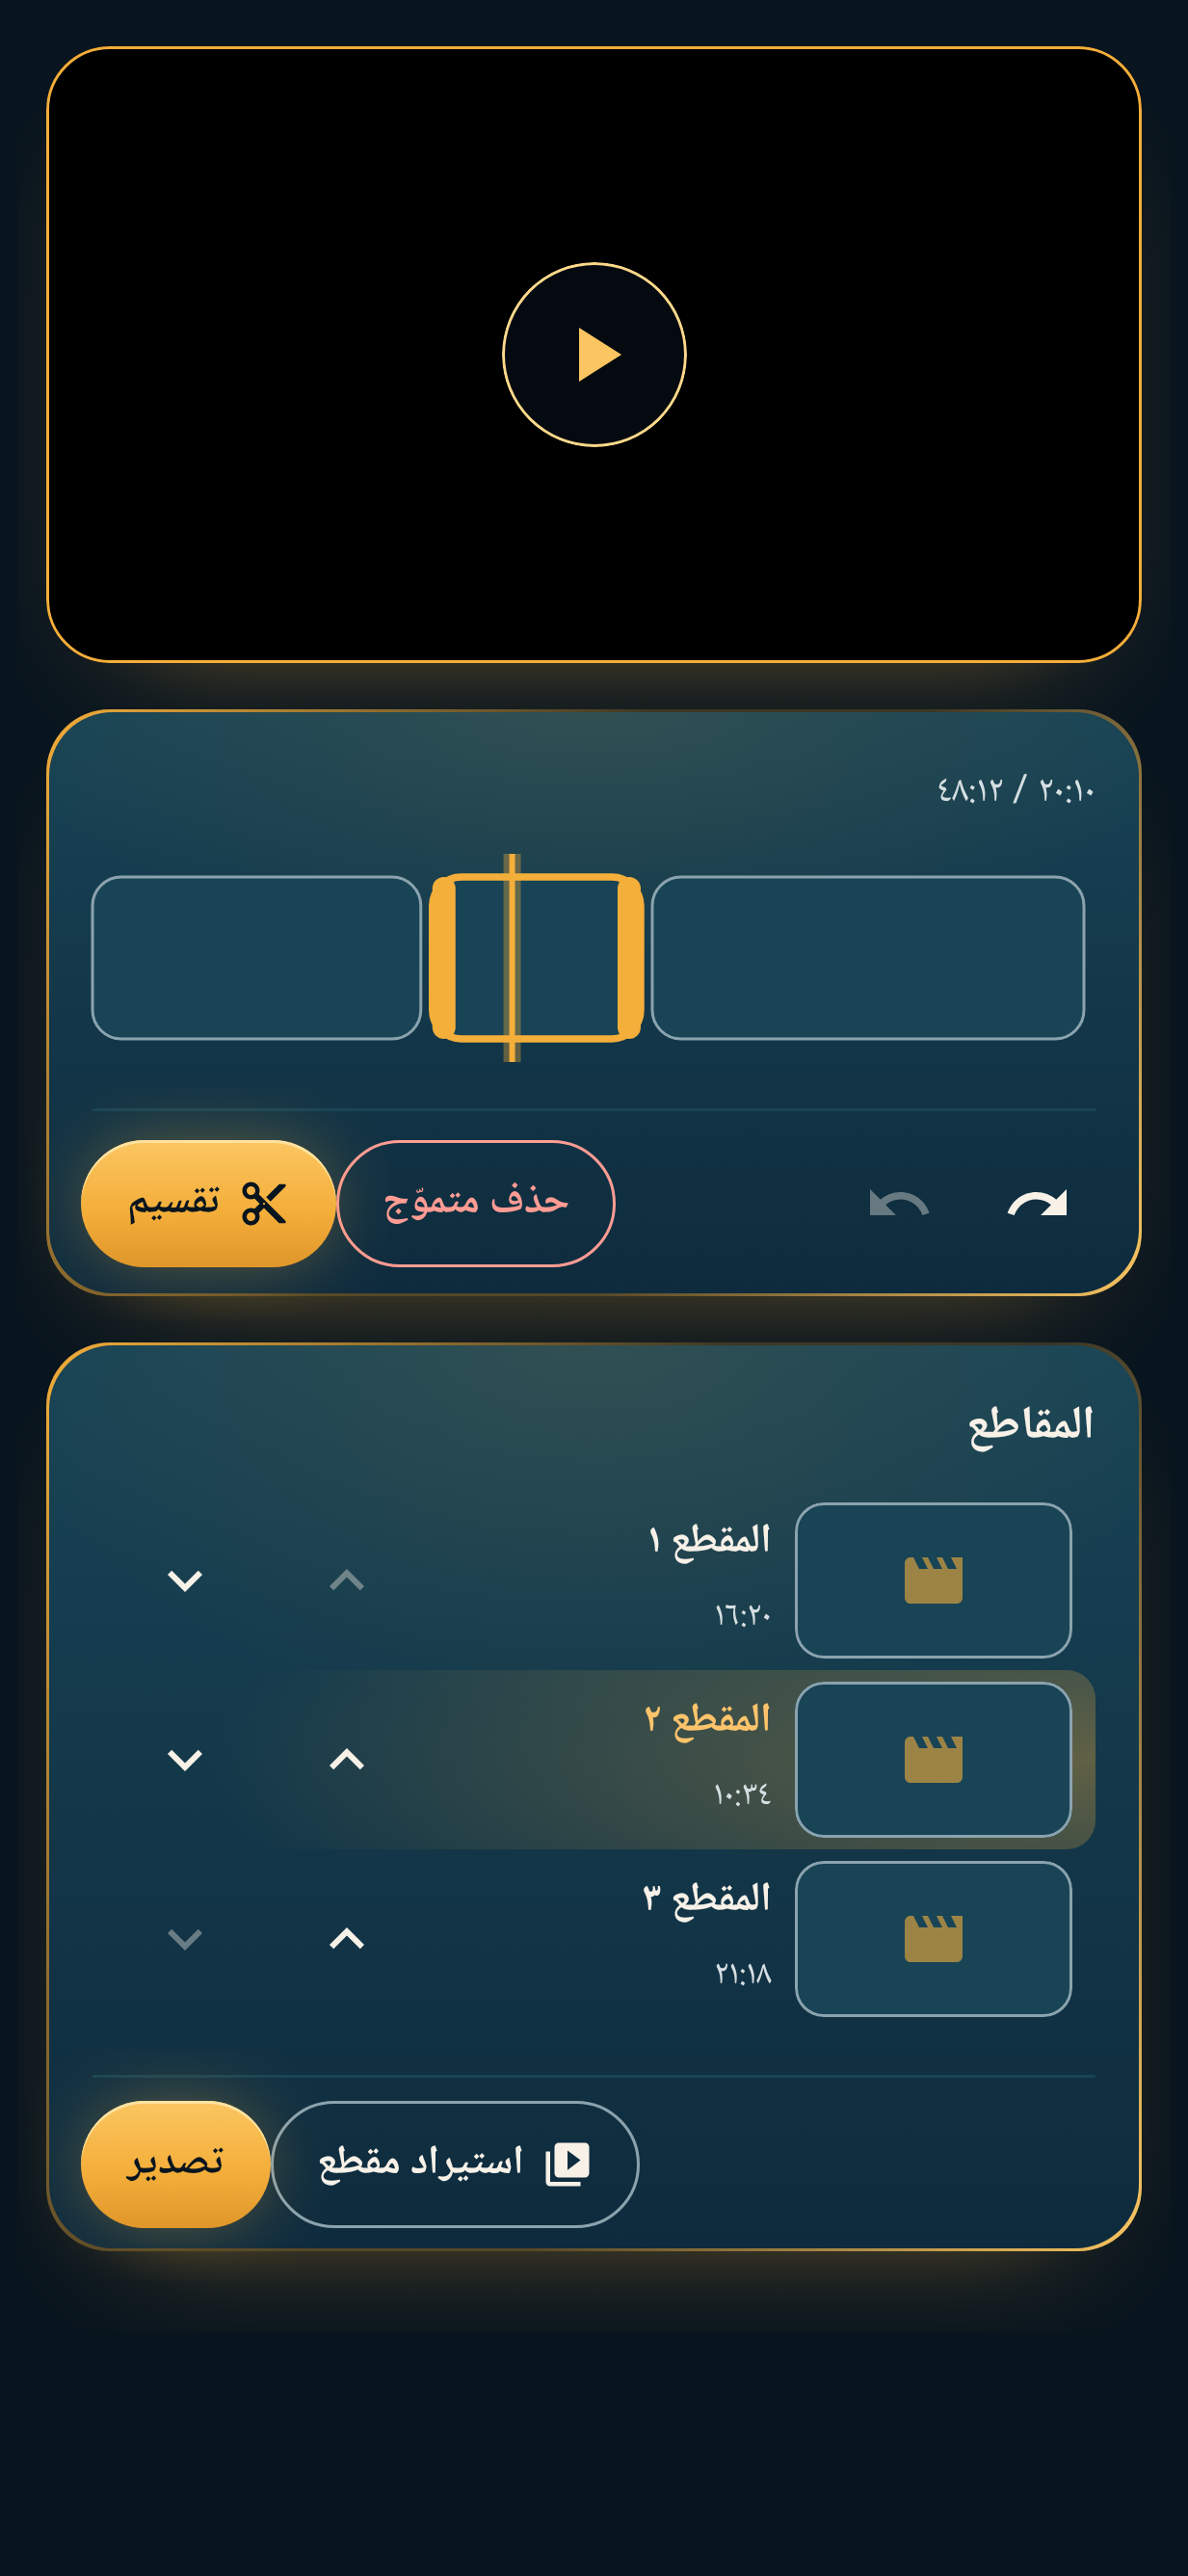 ٢٠:١٠ / ٤٨:١٢
حذف متموّج
تقسيم
المقاطع
المقطع ١
١٦:٢٠
المقطع ٢
١٠:٣٤
المقطع ٣
٢١:١٨
استيراد مقطع
تصدير